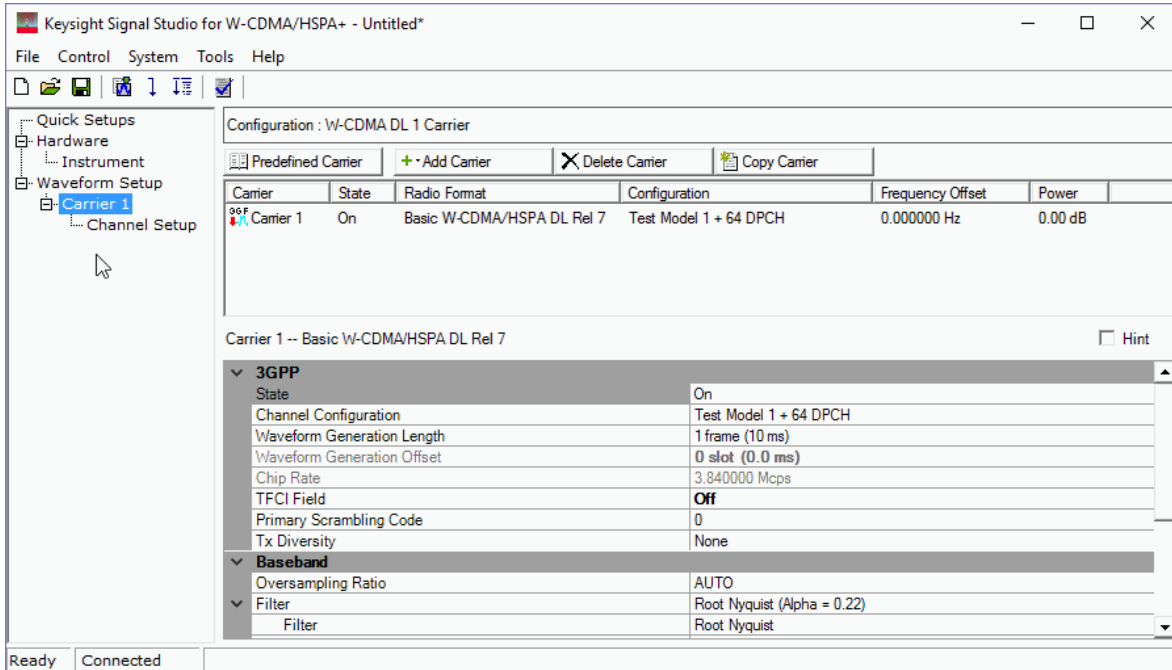 Keysight Signal Studio for W-CDMA/HSPA+ - Untitled*
File Control System Tools Help
Quick Setups
Hardware
Instrument
Waveform Setup
Carrier 1
Channel Setup
Configuration : W-CDMA DL 1 Carrier
Predefined Carrier Add Carrier Delete Carrier Copy Carrier
Carrier State Radio Format Configuration Frequency Offset Power
3GF Carrier 1 On Basic W-CDMA/HSPA DL Rel 7 Test Model 1 + 64 DPCH 0.000000 Hz 0.00 dB
Carrier 1 -- Basic W-CDMA/HSPA DL Rel 7 Hint
3GPP
State On
Channel Configuration Test Model 1 + 64 DPCH
Waveform Generation Length 1 frame (10 ms)
Waveform Generation Offset 0 slot (0.0 ms)
Chip Rate 3.840000 Mcps
TFCI Field Off
Primary Scrambling Code 0
Tx Diversity None
Baseband
Oversampling Ratio AUTO
Filter Root Nyquist (Alpha = 0.22)
Filter Root Nyquist
Ready Connected